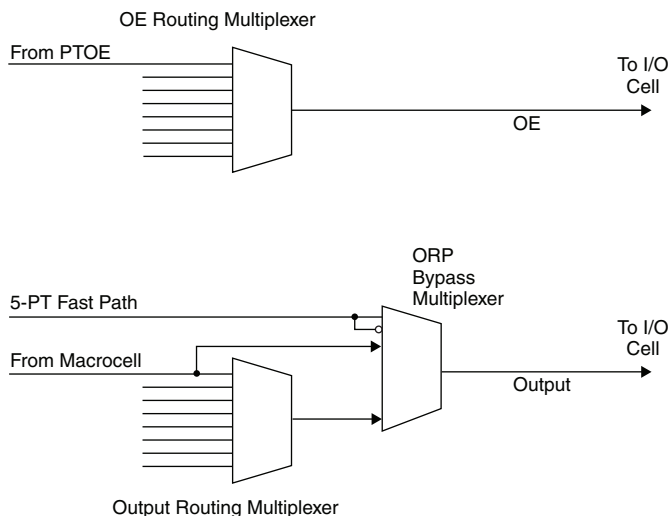 OE Routing Multiplexer
From PTOE
To I/O
Cell
OE
ORP
Bypass
Multiplexer
5-PT Fast Path
To I/O
Cell
From Macrocell
Output
Output Routing Multiplexer